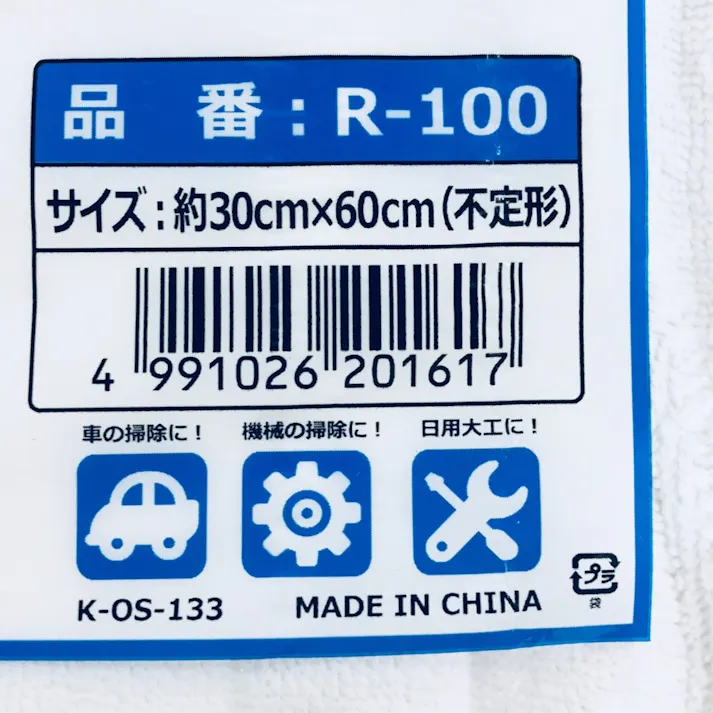 品 番：R-100
サイズ：約30cm×60cm(不定形)
4 991026 201617
車の掃除に！ 機械の掃除に！ 日用大工に！
K-OS-133 MADE IN CHINA
プラ
袋